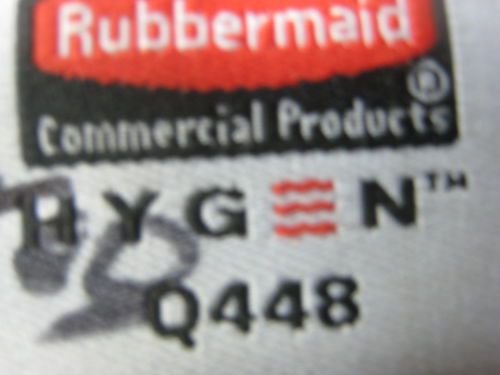 Rubbermaid
®
Commercial Products
HYGEN™
Q448